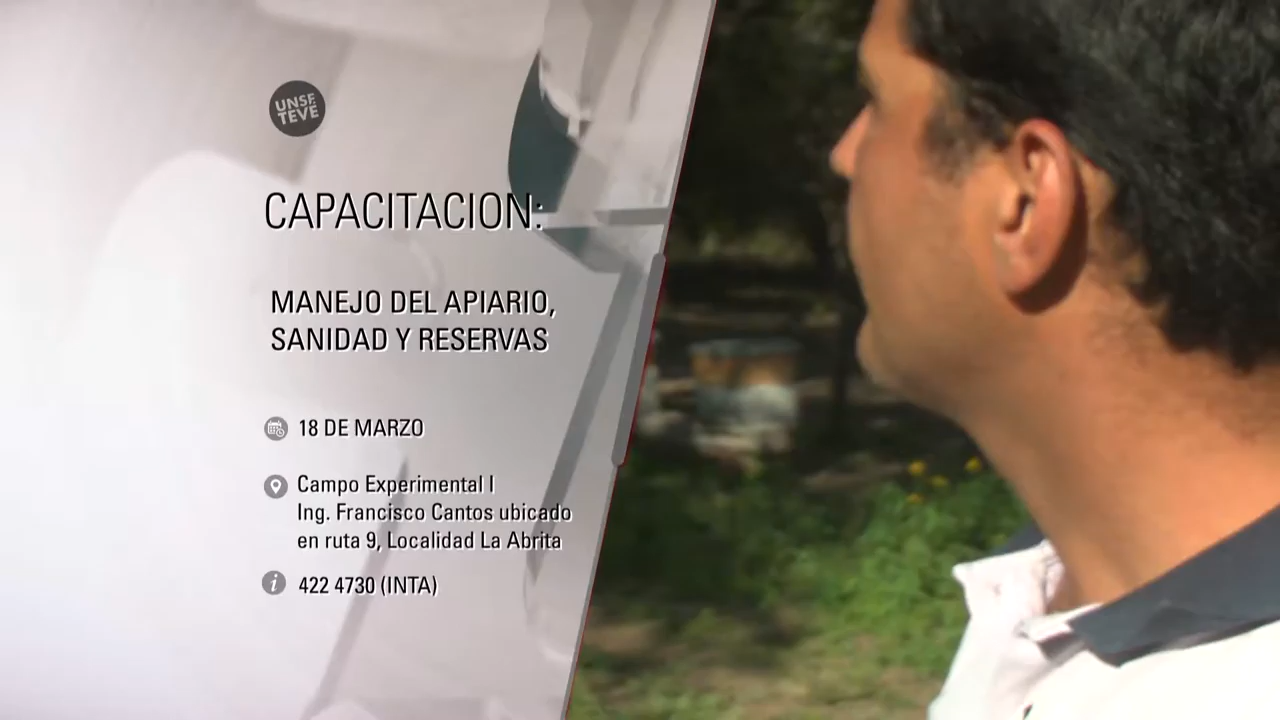 UNSE
TEVE
CAPACITACION:
MANEJO DEL APIARIO,
SANIDAD Y RESERVAS
18 DE MARZO
Campo Experimental I
Ing. Francisco Cantos ubicado
en ruta 9, Localidad La Abrita
422 4730 (INTA)